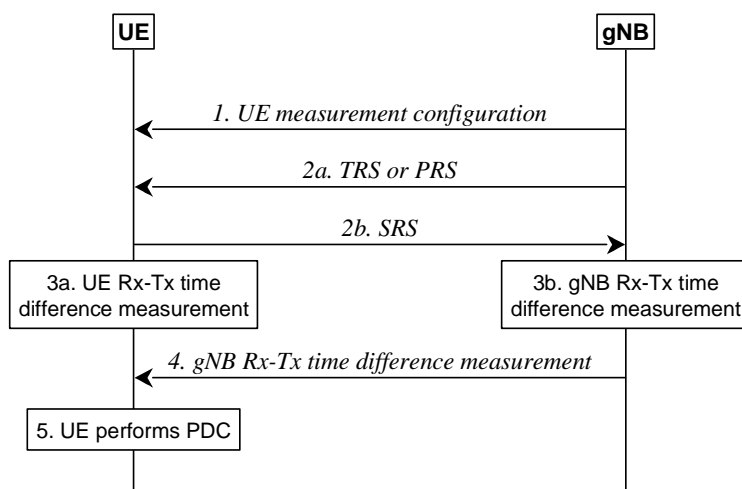 UE
gNB
1. UE measurement configuration
2a. TRS or PRS
2b. SRS
3a. UE Rx-Tx time
difference measurement
3b. gNB Rx-Tx time
difference measurement
4. gNB Rx-Tx time difference measurement
5. UE performs PDC